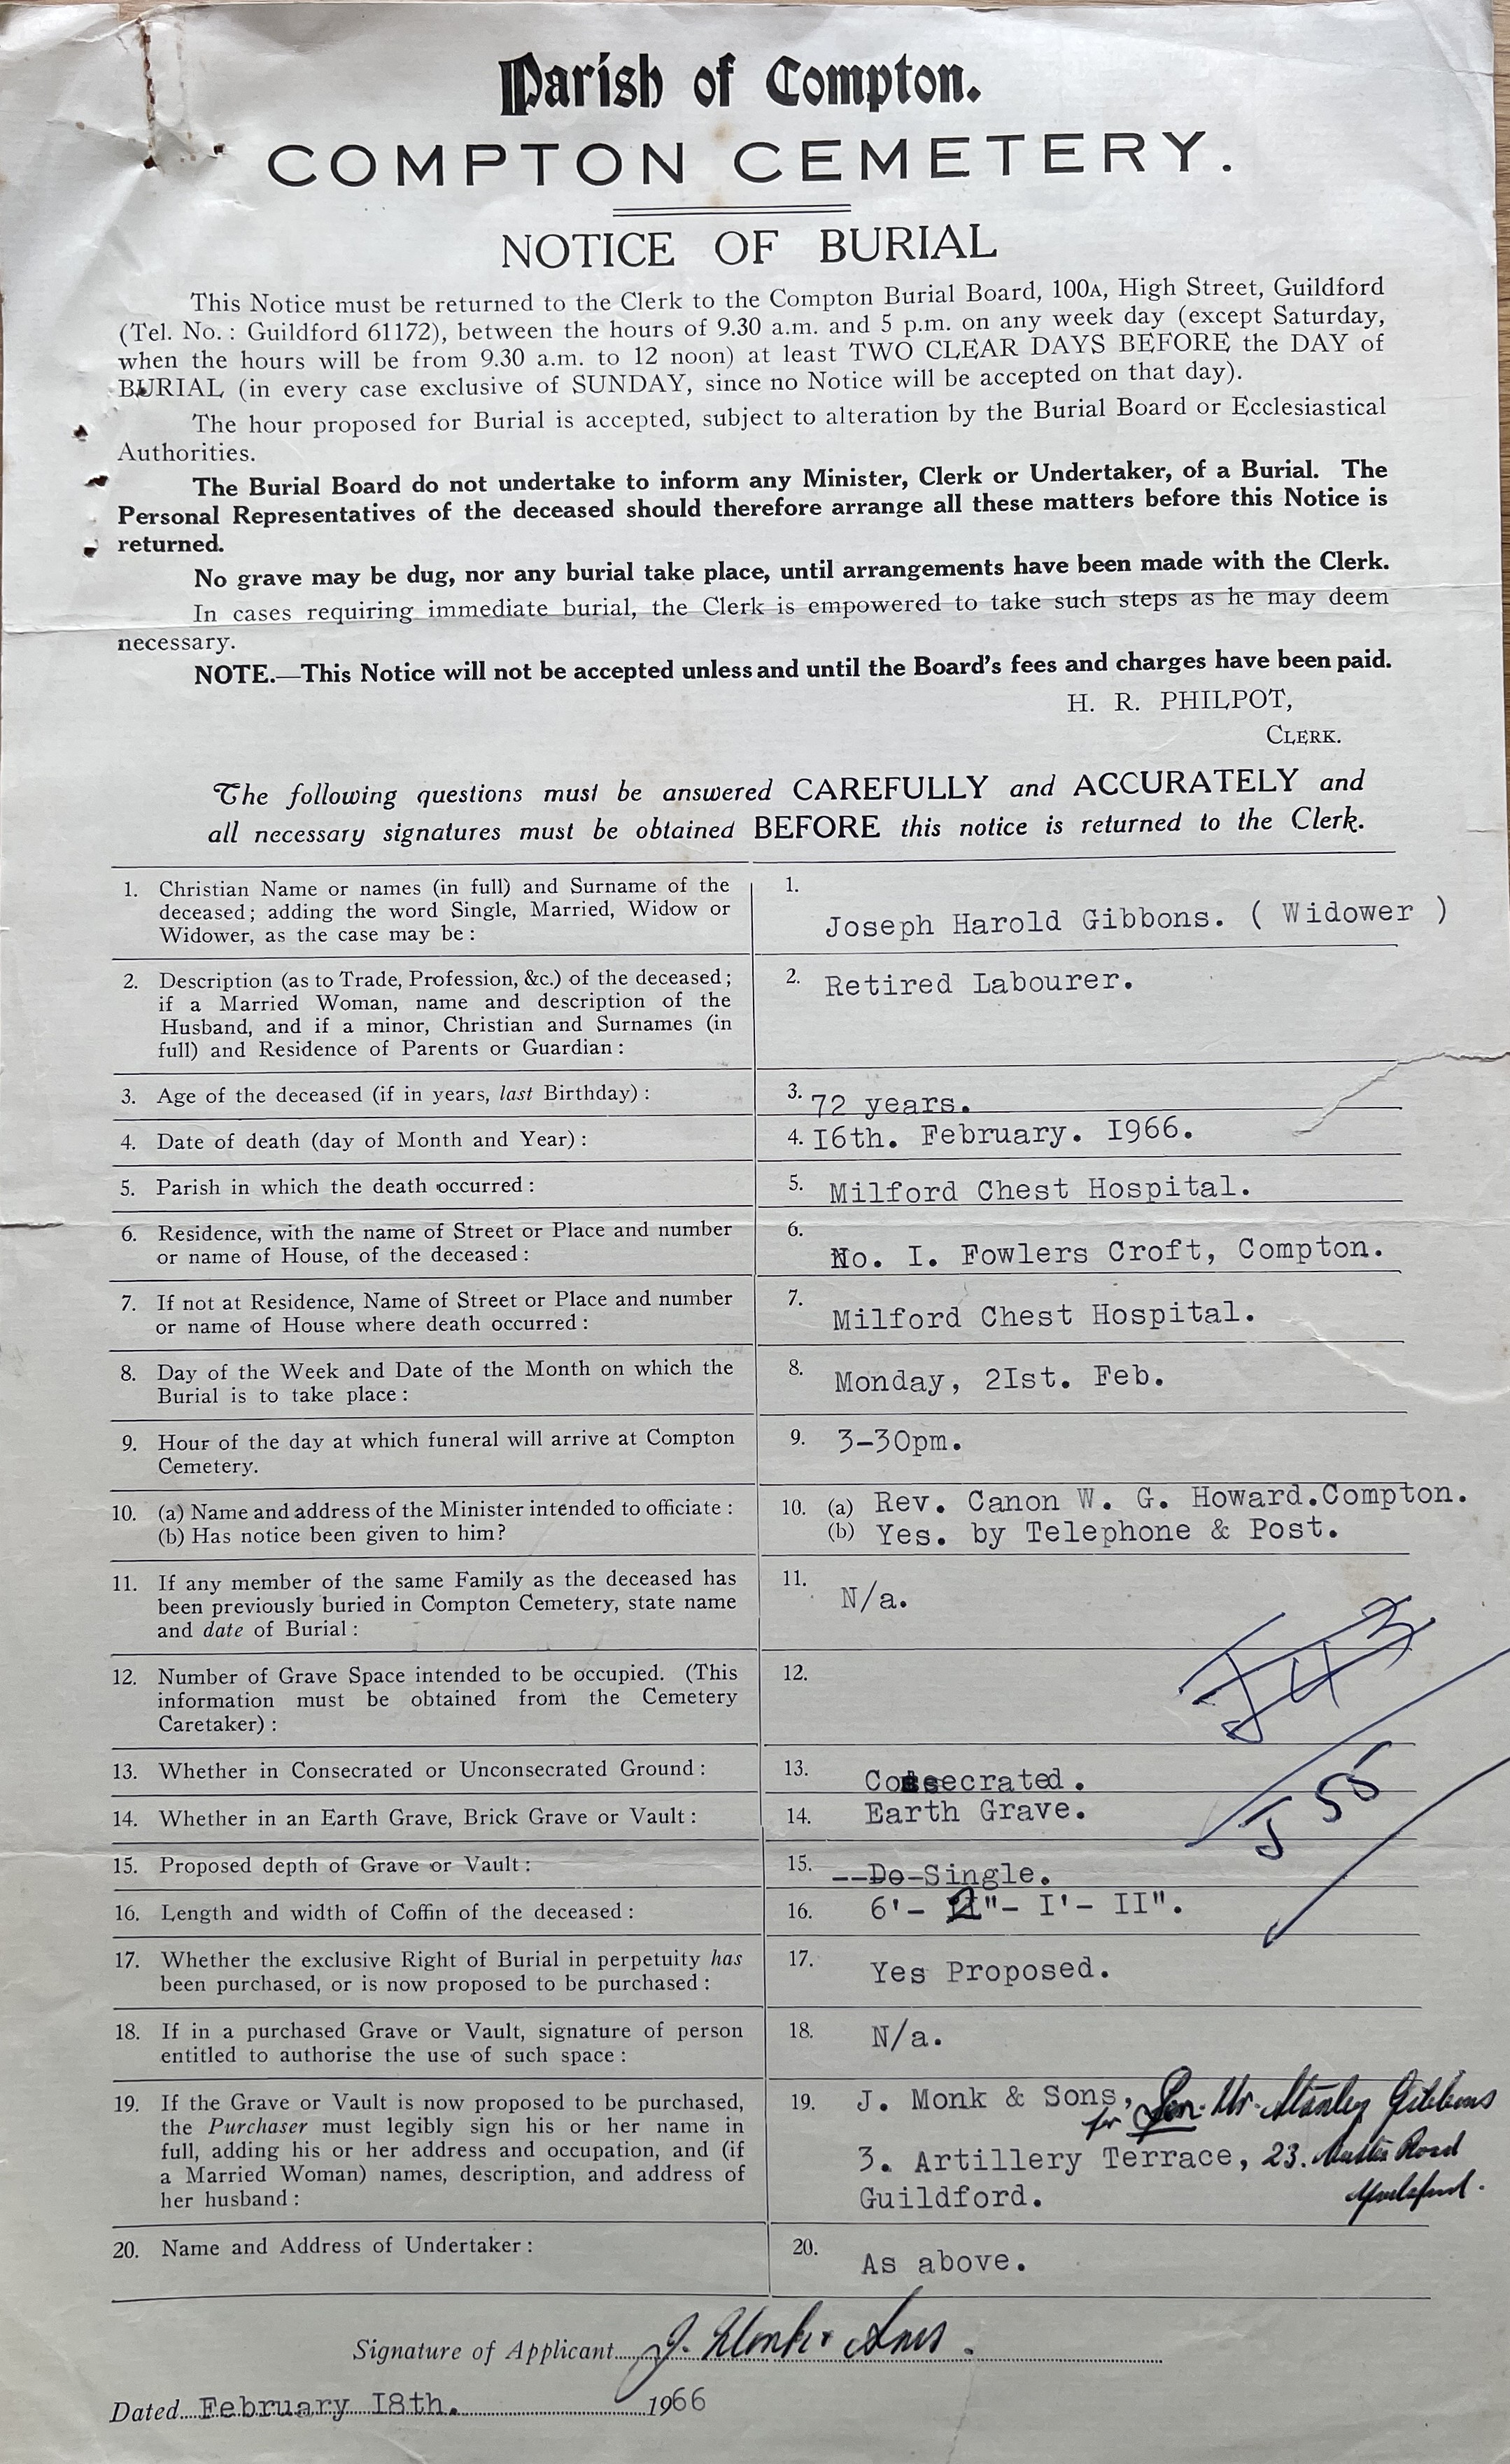 Parish of Compton.
COMPTON CEMETERY.
NOTICE OF BURIAL
This Notice must be returned to the Clerk to the Compton Burial Board, 100A, High Street, Guildford
(Tel. No.: Guildford 61172), between the hours of 9.30 a.m. and 5 p.m. on any week day (except Saturday,
when the hours will be from 9.30 a.m. to 12 noon) at least TWO CLEAR DAYS BEFORE the DAY of
BURIAL (in every case exclusive of SUNDAY, since no Notice will be accepted on that day).
The hour proposed for Burial is accepted, subject to alteration by the Burial Board or Ecclesiastical
Authorities.
The Burial Board do not undertake to inform any Minister, Clerk or Undertaker, of a Burial. The
Personal Representatives of the deceased should therefore arrange all these matters before this Notice is
returned.
No grave may be dug, nor any burial take place, until arrangements have been made with the Clerk.
In cases requiring immediate burial, the Clerk is empowered to take such steps as he may deem
necessary.
NOTE.—This Notice will not be accepted unless and until the Board's fees and charges have been paid.
H. R. PHILPOT,
CLERK.
The following questions must be answered CAREFULLY and ACCURATELY and
all necessary signatures must be obtained BEFORE this notice is returned to the Clerk.
1. Christian Name or names (in full) and Surname of the
deceased; adding the word Single, Married, Widow or
Widower, as the case may be:
1. Joseph Harold Gibbons. ( Widower )
2. Description (as to Trade, Profession, &c.) of the deceased;
if a Married Woman, name and description of the
Husband, and if a minor, Christian and Surnames (in
full) and Residence of Parents or Guardian:
2. Retired Labourer.
3. Age of the deceased (if in years, last Birthday):
3. 72 years.
4. Date of death (day of Month and Year):
4. I6th. February. I966.
5. Parish in which the death occurred:
5. Milford Chest Hospital.
6. Residence, with the name of Street or Place and number
or name of House, of the deceased:
6. No. I. Fowlers Croft, Compton.
7. If not at Residence, Name of Street or Place and number
or name of House where death occurred:
7. Milford Chest Hospital.
8. Day of the Week and Date of the Month on which the
Burial is to take place:
8. Monday, 2Ist. Feb.
9. Hour of the day at which funeral will arrive at Compton
Cemetery.
9. 3-30pm.
10. (a) Name and address of the Minister intended to officiate:
(b) Has notice been given to him?
10. (a) Rev. Canon W. G. Howard.Compton.
(b) Yes. by Telephone & Post.
11. If any member of the same Family as the deceased has
been previously buried in Compton Cemetery, state name
and date of Burial:
11. N/a.
12. Number of Grave Space intended to be occupied. (This
information must be obtained from the Cemetery
Caretaker):
12.
J43
J 55
13. Whether in Consecrated or Unconsecrated Ground:
13. Consecrated.
14. Whether in an Earth Grave, Brick Grave or Vault:
14. Earth Grave.
15. Proposed depth of Grave or Vault:
15. --Do-Single.
16. Length and width of Coffin of the deceased:
16. 6'- 2"- I'- II".
17. Whether the exclusive Right of Burial in perpetuity has
been purchased, or is now proposed to be purchased:
17. Yes Proposed.
18. If in a purchased Grave or Vault, signature of person
entitled to authorise the use of such space:
18. N/a.
19. If the Grave or Vault is now proposed to be purchased,
the Purchaser must legibly sign his or her name in
full, adding his or her address and occupation, and (if
a Married Woman) names, description, and address of
her husband:
19. J. Monk & Sons, for Son. Mr. Stanley Gibbons
3. Artillery Terrace, 23. Road
Guildford. Guildford.
20. Name and Address of Undertaker:
20. As above.
Signature of Applicant J. Monk & Sons.
Dated February I8th. 1966